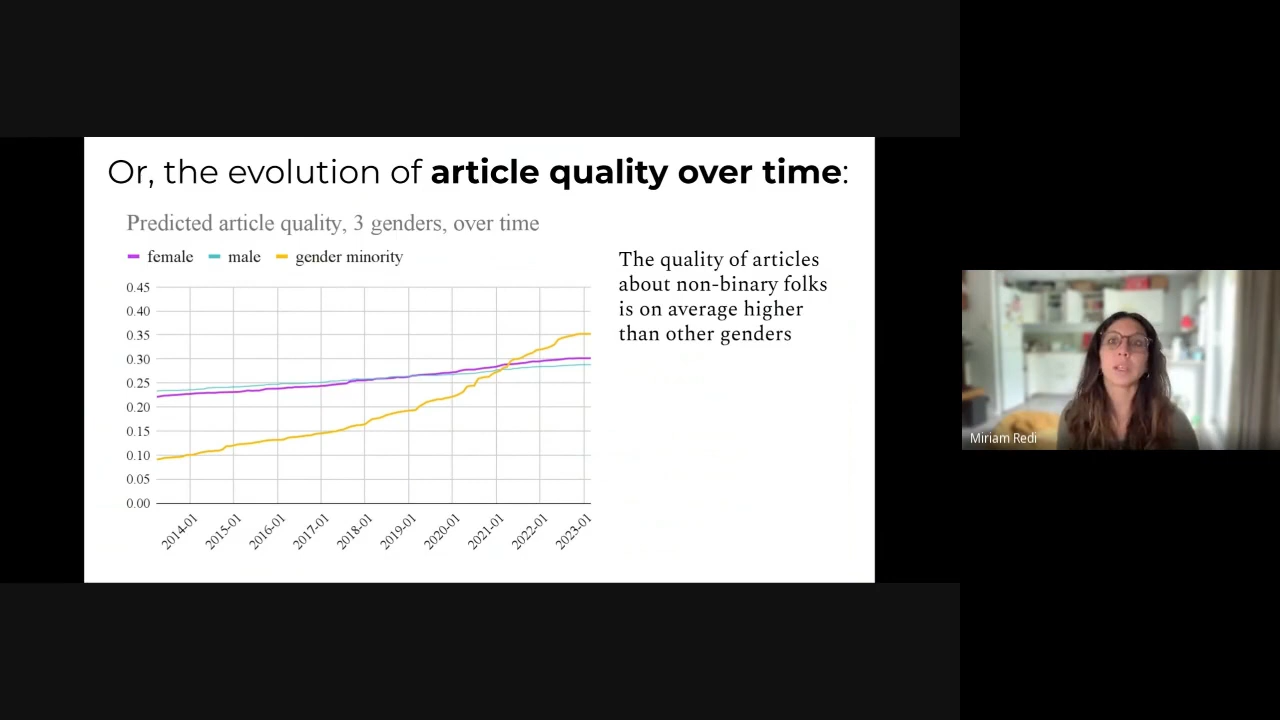 Or, the evolution of article quality over time:
Predicted article quality, 3 genders, over time
female male gender minority
The quality of articles
about non-binary folks
is on average higher
than other genders
0.45
0.40
0.35
0.30
0.25
0.20
0.15
0.10
0.05
0.00
2014-01 2015-01 2016-01 2017-01 2018-01 2019-01 2020-01 2021-01 2022-01 2023-01
Miriam Redi